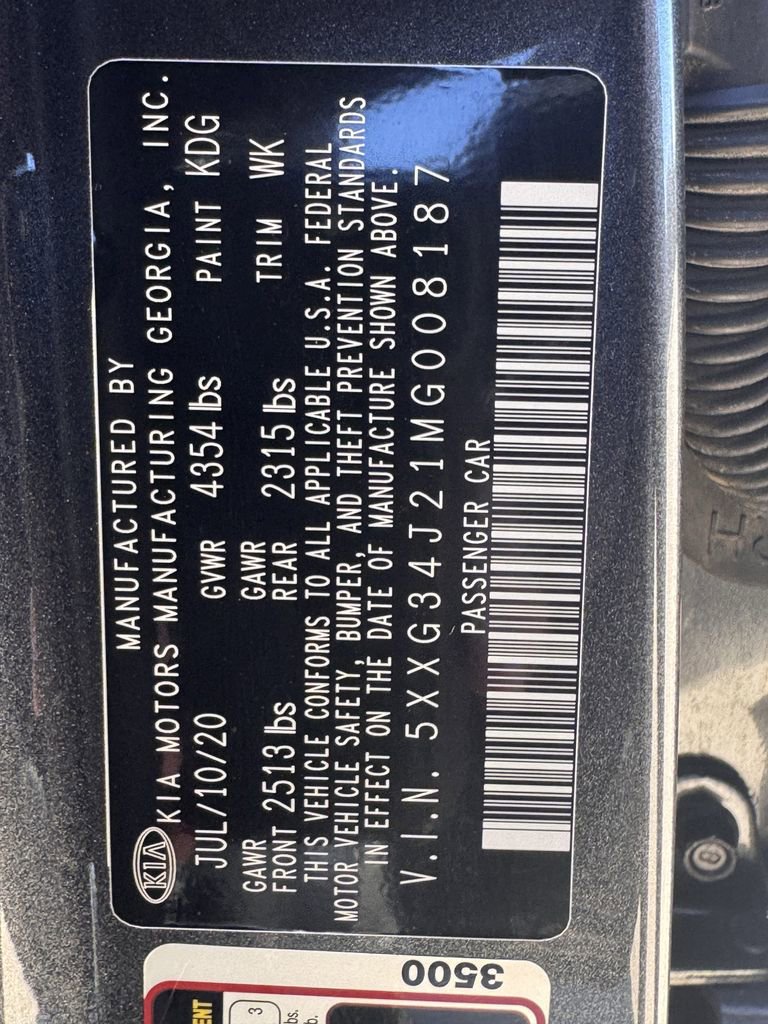 MANUFACTURED BY
KIA KIA MOTORS MANUFACTURING GEORGIA, INC.
JUL/10/20 GVWR 4354 lbs PAINT KDG
GAWR FRONT 2513 lbs GAWR REAR 2315 lbs TRIM WK
THIS VEHICLE CONFORMS TO ALL APPLICABLE U.S.A. FEDERAL
MOTOR VEHICLE SAFETY, BUMPER, AND THEFT PREVENTION STANDARDS
IN EFFECT ON THE DATE OF MANUFACTURE SHOWN ABOVE.
V.I.N. 5XXG34J21MG008187
PASSENGER CAR
3500
3